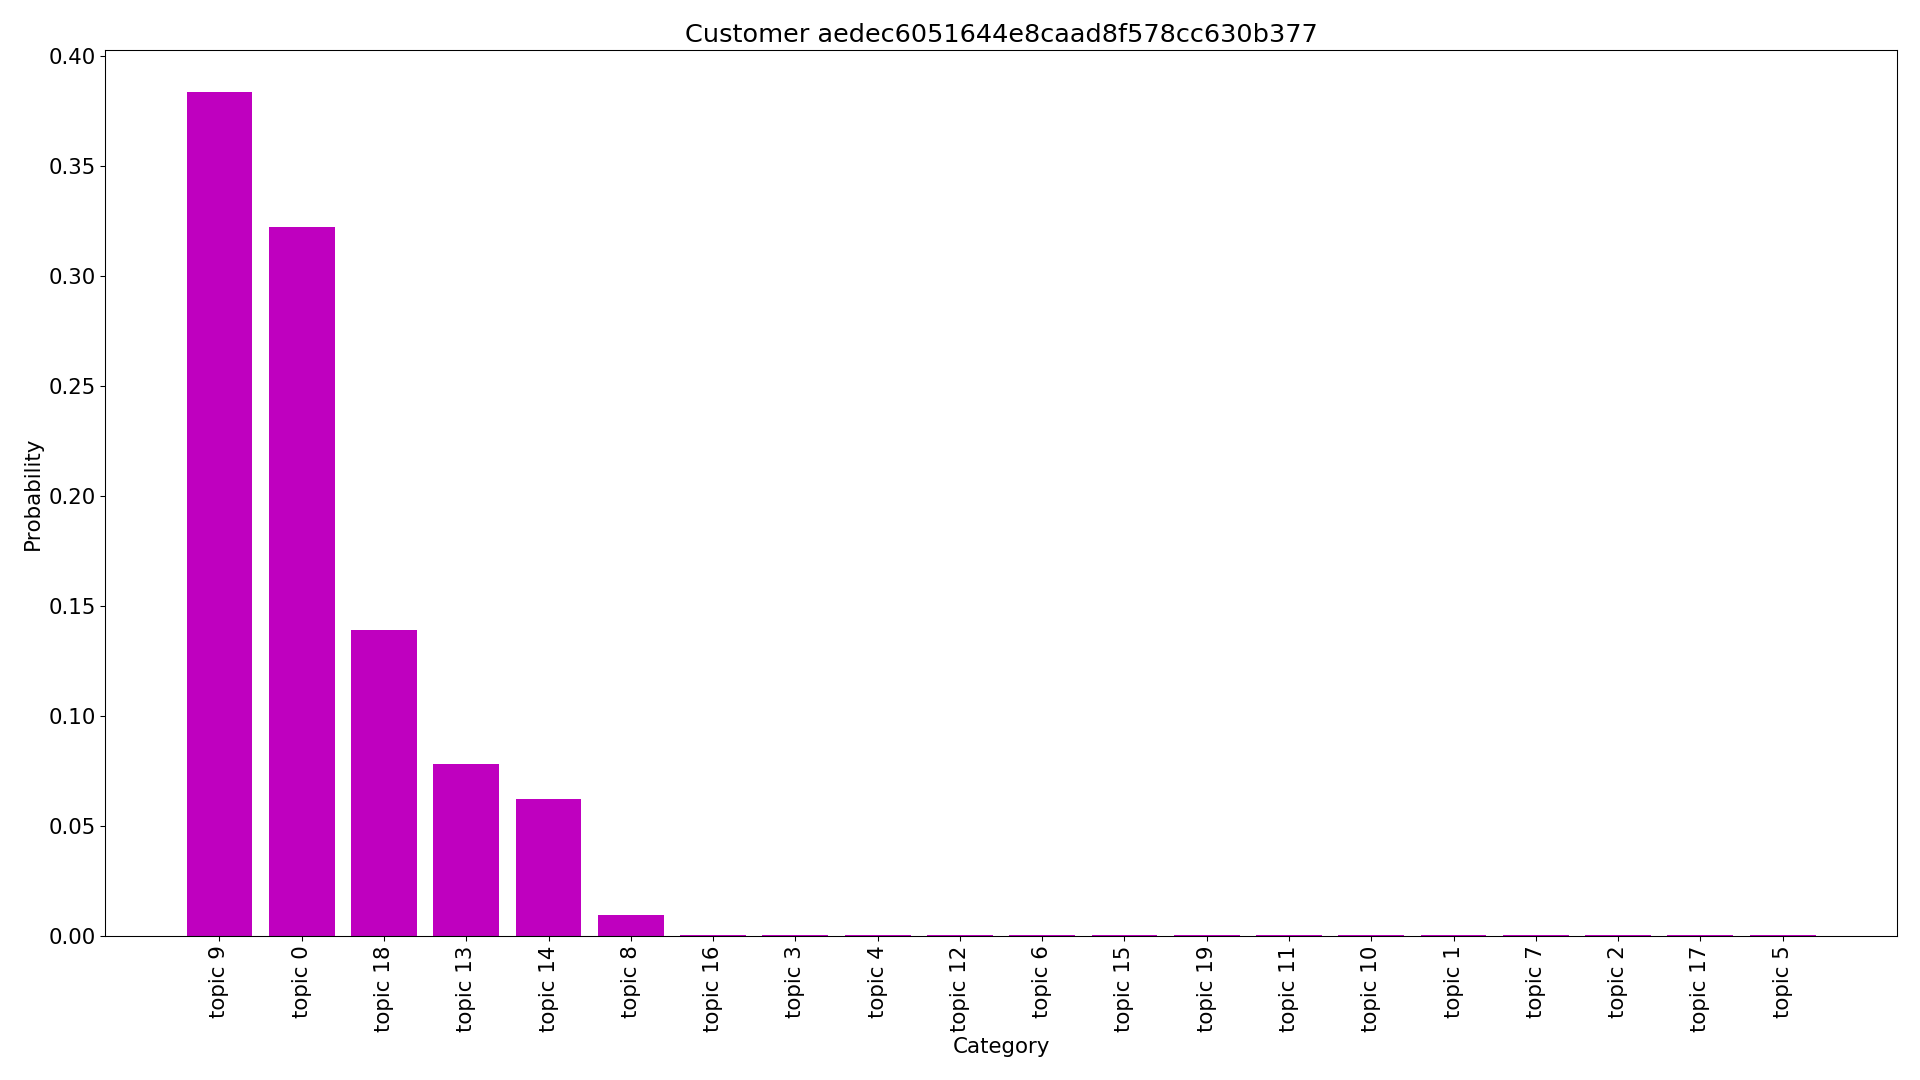 Customer aedec6051644e8caad8f578cc630b377
0.40
0.35
0.30
0.25
0.20
0.15
0.10
0.05
0.00
Probability
topic 9
topic 0
topic 18
topic 13
topic 14
topic 8
topic 16
topic 3
topic 4
topic 12
topic 6
topic 15
topic 19
topic 11
topic 10
topic 1
topic 7
topic 2
topic 17
topic 5
Category